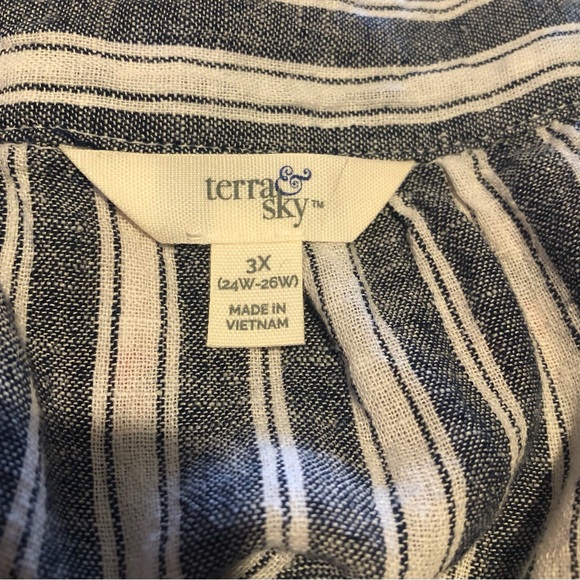 terra&
sky™
3X
(24W-26W)
MADE IN
VIETNAM